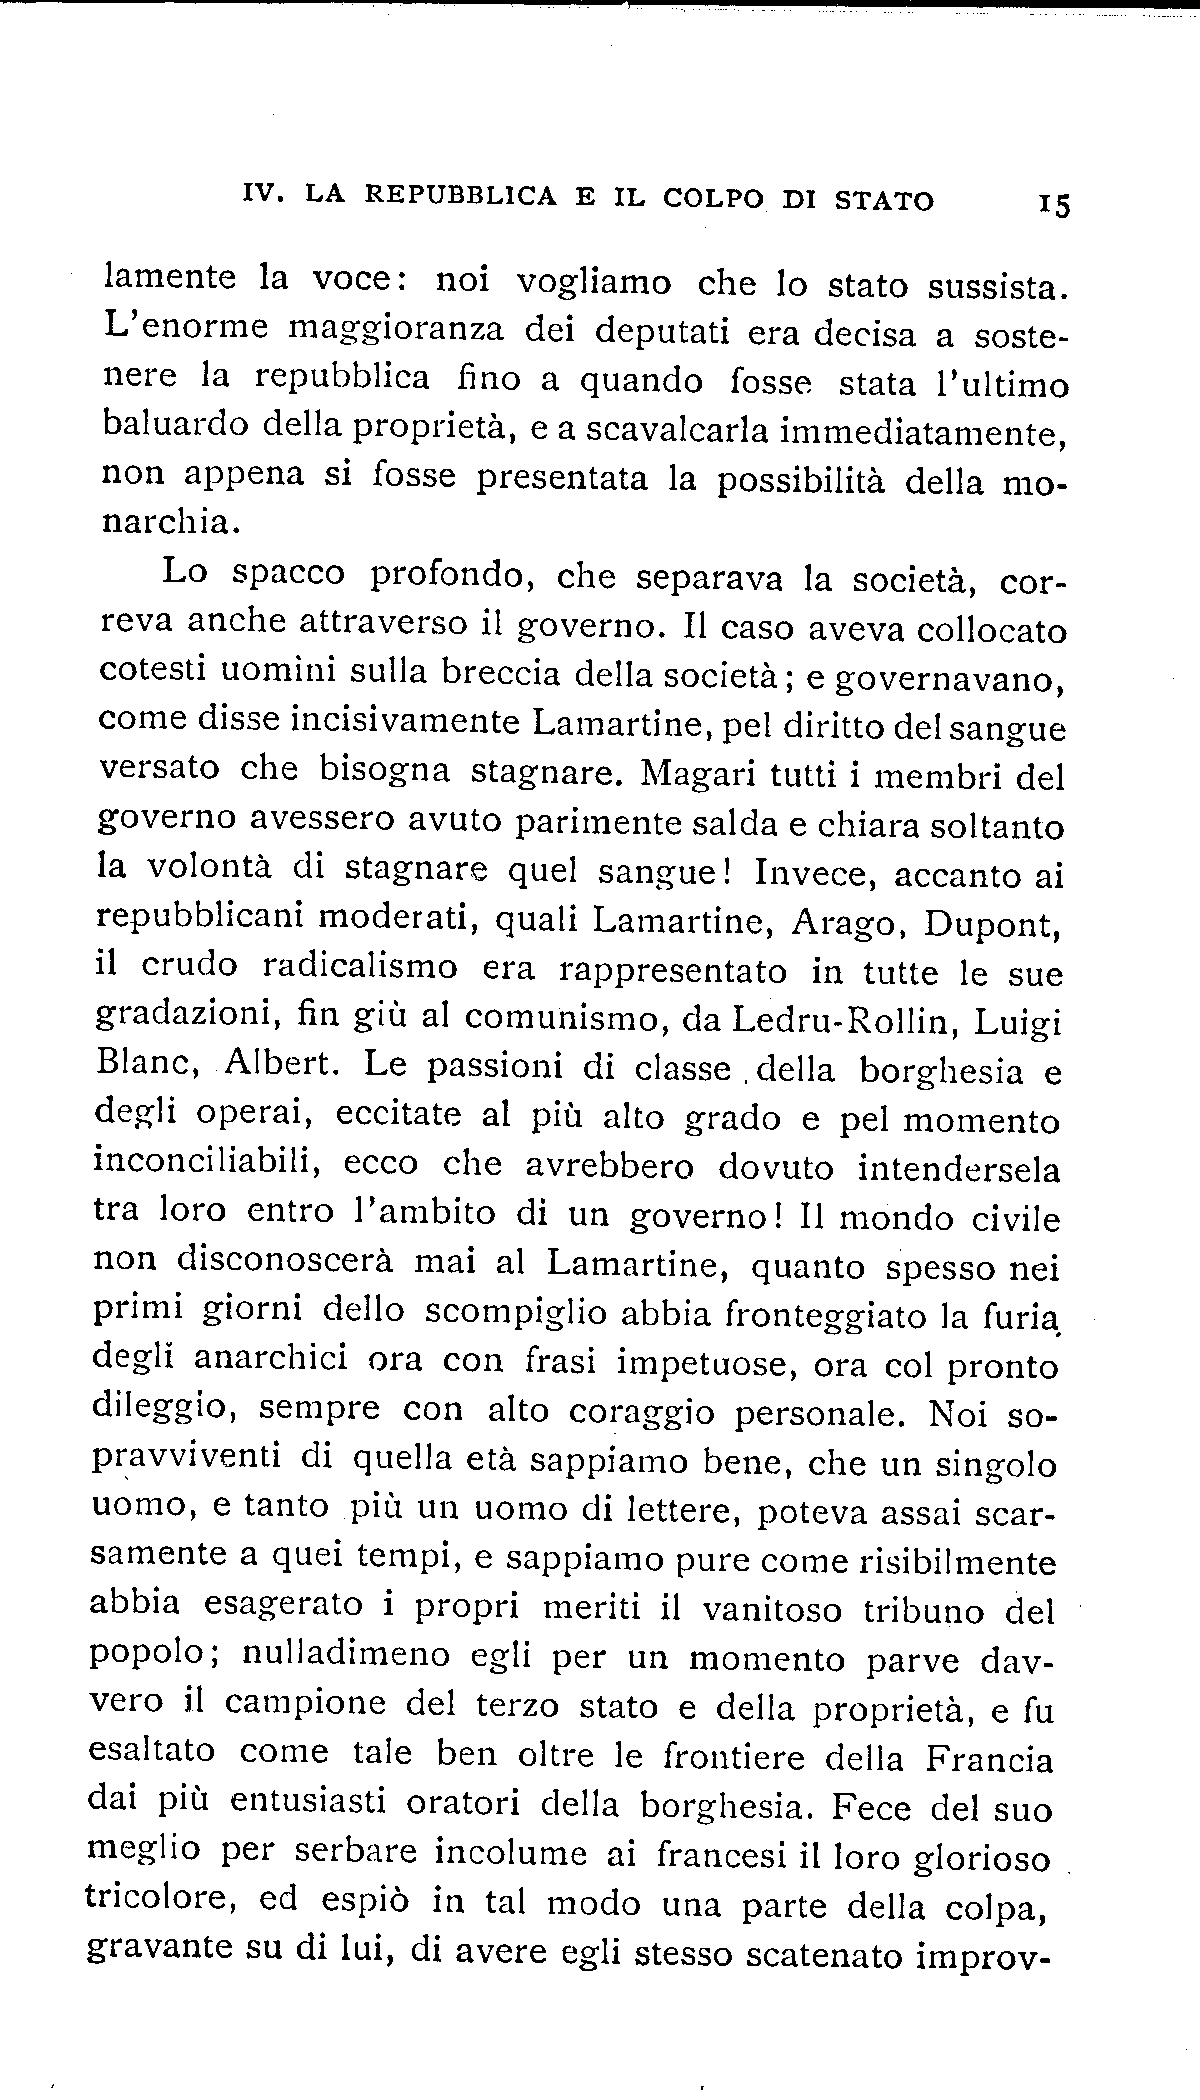 IV. LA REPUBBLICA E IL COLPO DI STATO 15
lamente la voce: noi vogliamo che lo stato sussista.
L'enorme maggioranza dei deputati era decisa a soste-
nere la repubblica fino a quando fosse stata l'ultimo
baluardo della proprietà, e a scavalcarla immediatamente,
non appena si fosse presentata la possibilità della mo-
narchia.
Lo spacco profondo, che separava la società, cor-
reva anche attraverso il governo. Il caso aveva collocato
cotesti uomini sulla breccia della società; e governavano,
come disse incisivamente Lamartine, pel diritto del sangue
versato che bisogna stagnare. Magari tutti i membri del
governo avessero avuto parimente salda e chiara soltanto
la volontà di stagnare quel sangue! Invece, accanto ai
repubblicani moderati, quali Lamartine, Arago, Dupont,
il crudo radicalismo era rappresentato in tutte le sue
gradazioni, fin giù al comunismo, da Ledru-Rollin, Luigi
Blanc, Albert. Le passioni di classe della borghesia e
degli operai, eccitate al più alto grado e pel momento
inconciliabili, ecco che avrebbero dovuto intendersela
tra loro entro l'ambito di un governo! Il mondo civile
non disconoscerà mai al Lamartine, quanto spesso nei
primi giorni dello scompiglio abbia fronteggiato la furia
degli anarchici ora con frasi impetuose, ora col pronto
dileggio, sempre con alto coraggio personale. Noi so-
pravviventi di quella età sappiamo bene, che un singolo
uomo, e tanto più un uomo di lettere, poteva assai scar-
samente a quei tempi, e sappiamo pure come risibilmente
abbia esagerato i propri meriti il vanitoso tribuno del
popolo; nulladimeno egli per un momento parve dav-
vero il campione del terzo stato e della proprietà, e fu
esaltato come tale ben oltre le frontiere della Francia
dai più entusiasti oratori della borghesia. Fece del suo
meglio per serbare incolume ai francesi il loro glorioso
tricolore, ed espiò in tal modo una parte della colpa,
gravante su di lui, di avere egli stesso scatenato improv-